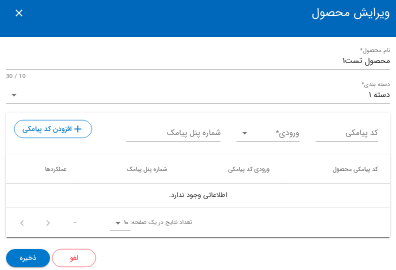 ویرایش محصول
نام محصول*
محصول تست۱
30 / 10
دسته بندی*
دسته ۱
کد پیامکی
ورودی*
شماره پنل پیامک
افزودن کد پیامکی
کد پیامکی محصول
ورودی کد پیامکی
شماره پنل پیامک
عملکردها
اطلاعاتی وجود ندارد.
تعداد نتایج در یک صفحه:
۱۰
-
لغو
ذخیره